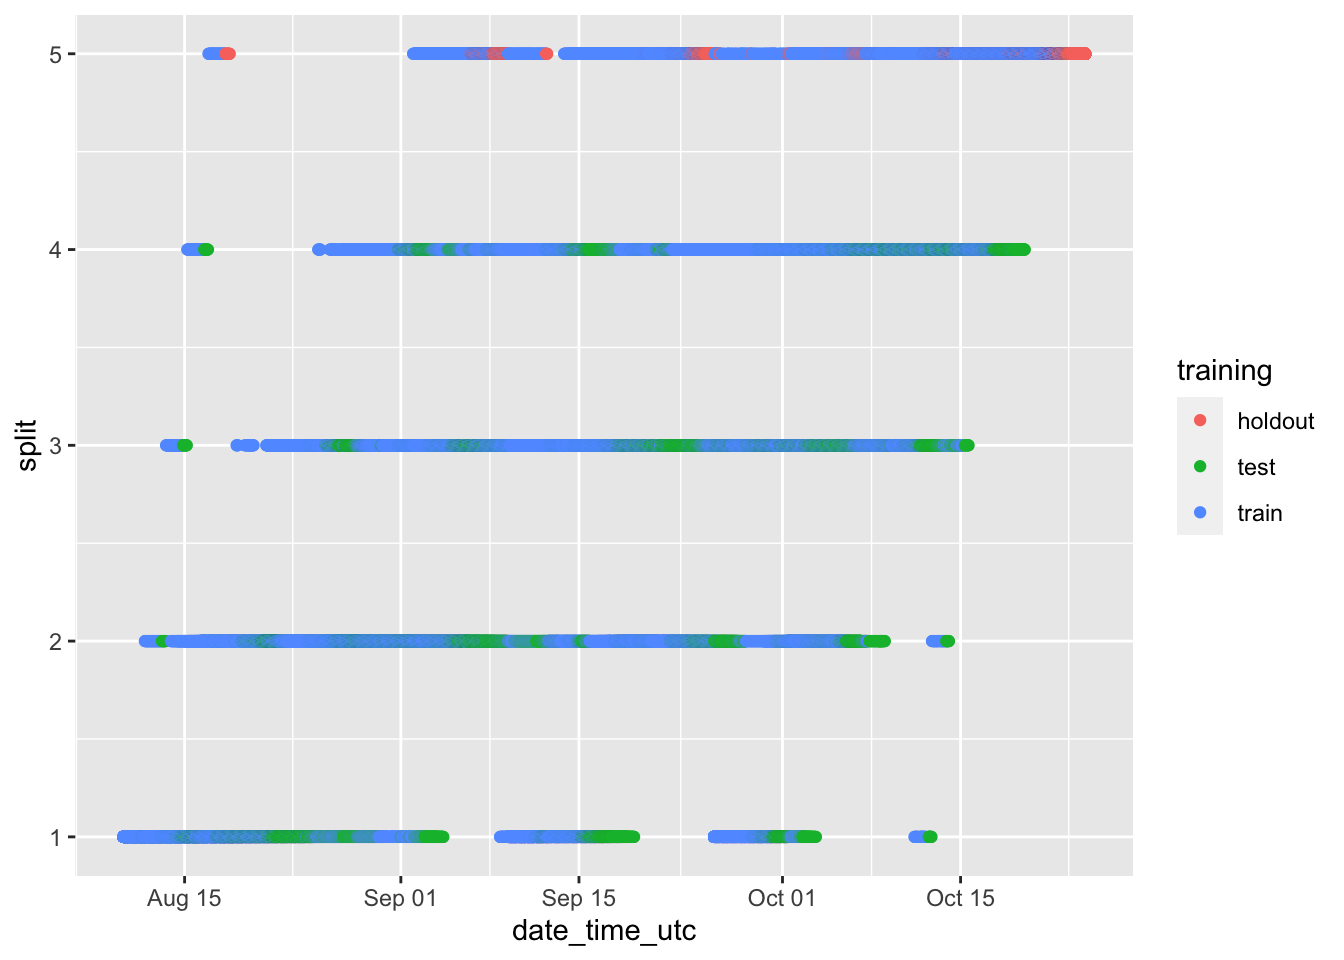 5
4
3
2
1
split
Aug 15
Sep 01
Sep 15
Oct 01
Oct 15
date_time_utc
training
holdout
test
train